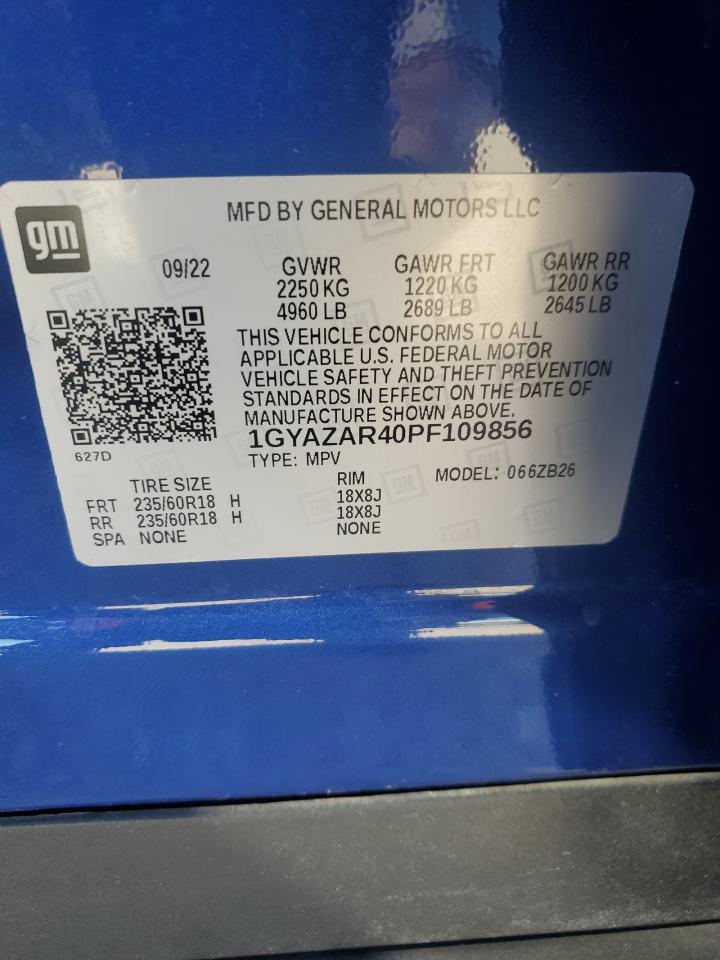 gm
MFD BY GENERAL MOTORS LLC
09/22
GVWR GAWR FRT GAWR RR
2250 KG 1220 KG 1200 KG
4960 LB 2689 LB 2645 LB
THIS VEHICLE CONFORMS TO ALL
APPLICABLE U.S. FEDERAL MOTOR
VEHICLE SAFETY AND THEFT PREVENTION
STANDARDS IN EFFECT ON THE DATE OF
MANUFACTURE SHOWN ABOVE.
1GYAZAR40PF109856
627D
TYPE: MPV MODEL: 066ZB26
TIRE SIZE RIM
FRT 235/60R18 H 18X8J
RR 235/60R18 H 18X8J
SPA NONE NONE